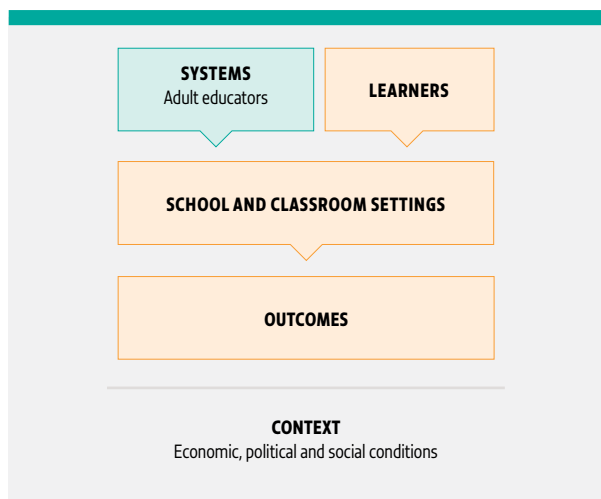 SYSTEMS
Adult educators
LEARNERS
SCHOOL AND CLASSROOM SETTINGS
OUTCOMES
CONTEXT
Economic, political and social conditions